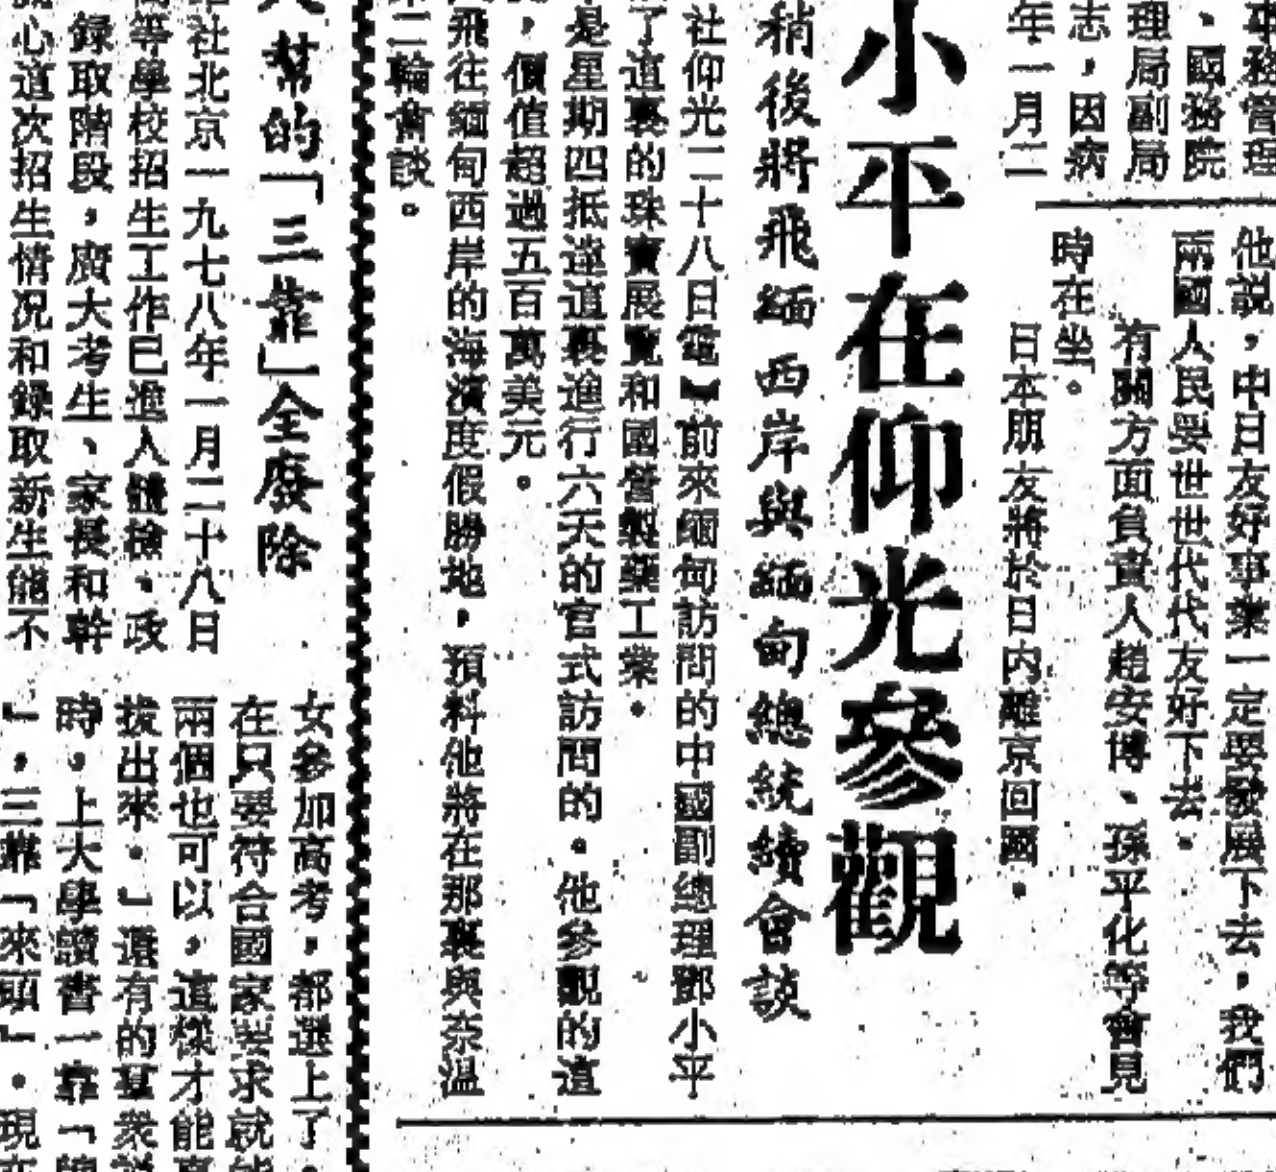 事務管理
、國務院
理局副局
志，因病
年一月二
他説，中日友好事業一定要發展下去，我們
兩國人民要世世代代友好下去。
有關方面負責人趙安博、孫平化等會見
時在坐。
日本朋友將於日内離京回國。
小平在仰光參觀
稍後將飛緬西岸與緬甸總統續會談
社仰光二十八日電】前來緬甸訪問的中國副總理鄧小平
了道裏的珠寶展覽和國營製藥工業。
是星期四抵達這裏進行六天的官式訪問的。他參觀的這
，價值超過五百萬美元。
飛往緬甸西岸的海濱度假勝地，預料他將在那裏與奈温
二輪會談。
幫的「三靠」全廢除
社北京一九七八年一月二十八日
等學校招生工作已進入體檢、政
録取階段，廣大考生、家長和幹
心這次招生情况和録取新生能不
女參加高考，都選上了。
在只要符合國家要求就能
兩個也可以，這樣才能真
拔出來。」還有的羣衆説
時，上大學讀書一靠「
」，三靠「來頭」。現在